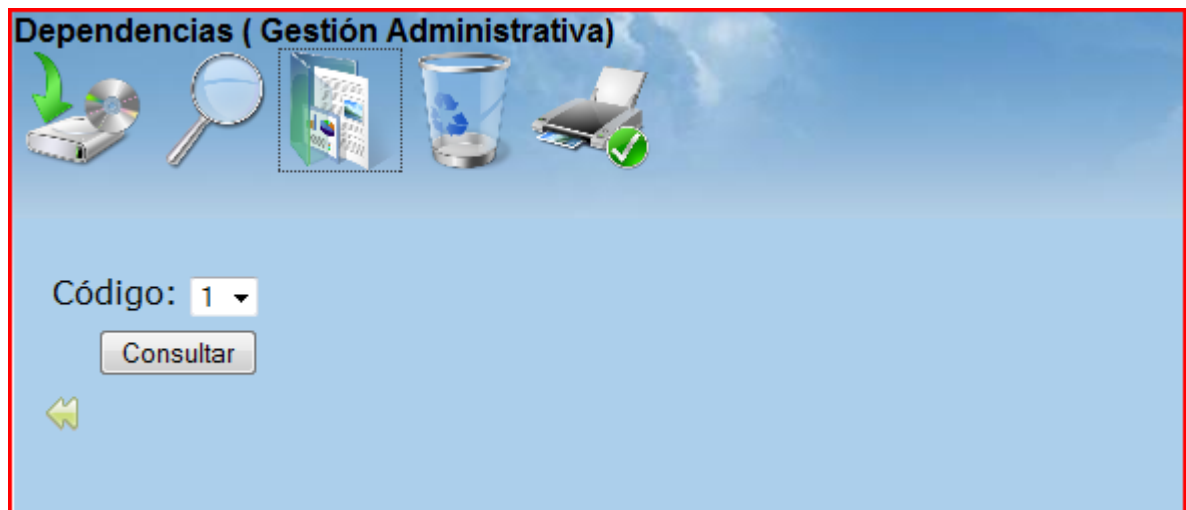 Dependencias ( Gestión Administrativa)
Código: 1
Consultar